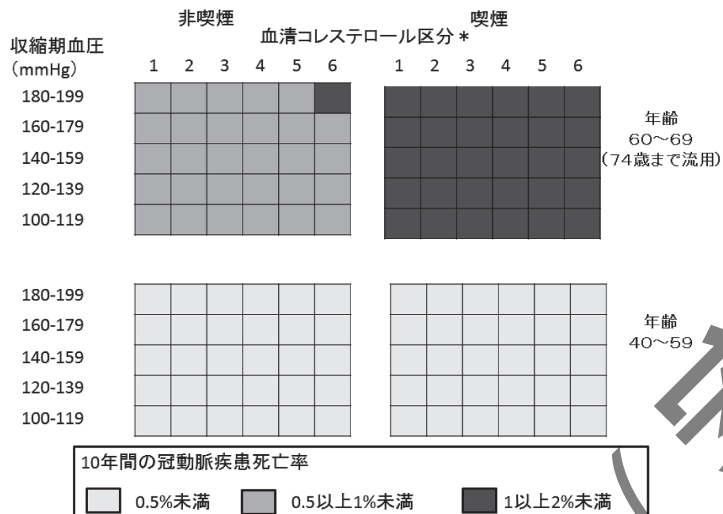 非喫煙 喫煙
血清コレステロール区分*
収縮期血圧
(mmHg)
1 2 3 4 5 6 1 2 3 4 5 6
180-199
160-179
140-159
120-139
100-119
年齢
60~69
(74歳まで流用)
180-199
160-179
140-159
120-139
100-119
年齢
40~59
10年間の冠動脈疾患死亡率
0.5%未満 0.5以上1%未満 1以上2%未満